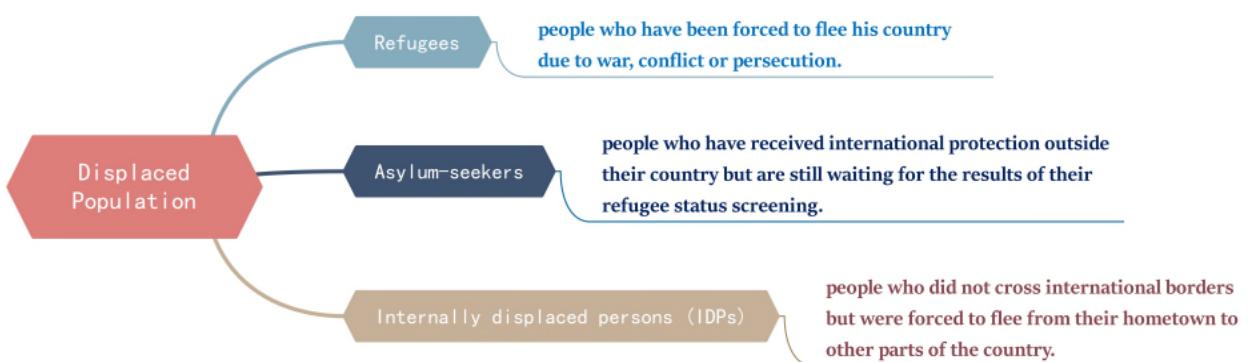 Displaced
Population
Refugees
people who have been forced to flee his country
due to war, conflict or persecution.
Asylum-seekers
people who have received international protection outside
their country but are still waiting for the results of their
refugee status screening.
Internally displaced persons (IDPs)
people who did not cross international borders
but were forced to flee from their hometown to
other parts of the country.